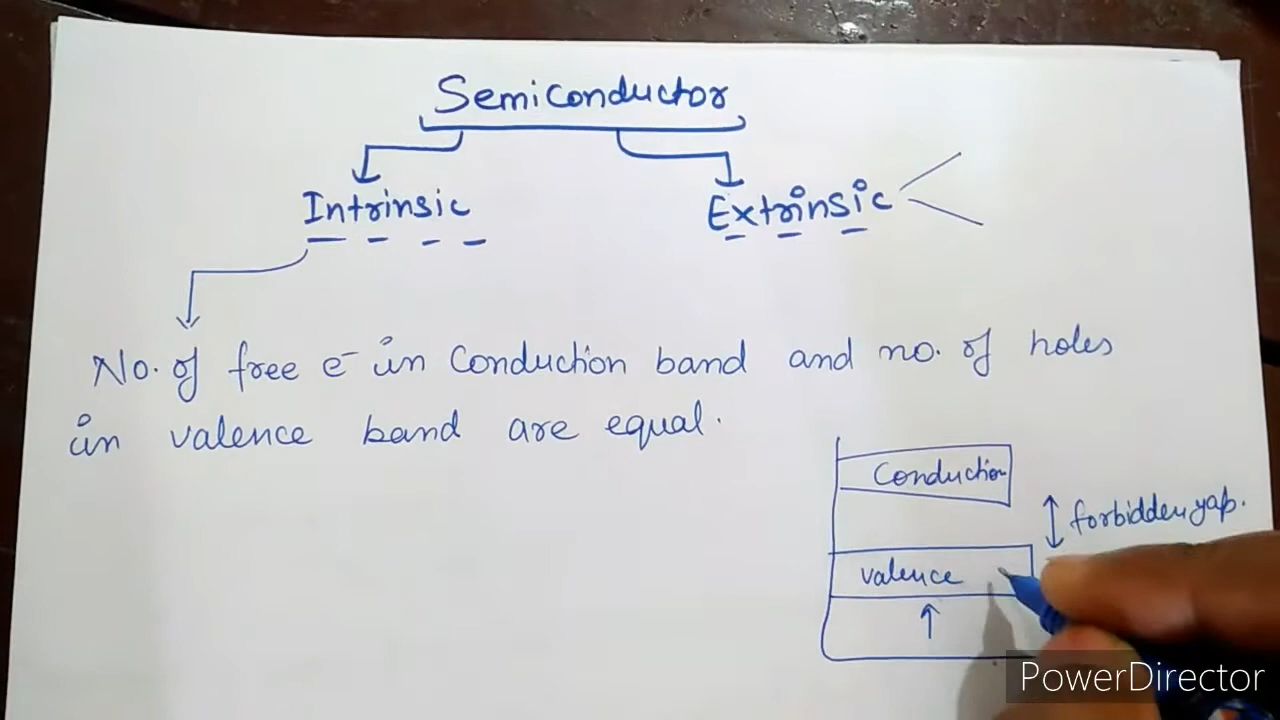 Semiconductor
Intrinsic
Extrinsic
No. of free e⁻ in Conduction band and no. of holes
in valence band are equal.
Conduction
forbidden gap.
valence
PowerDirector